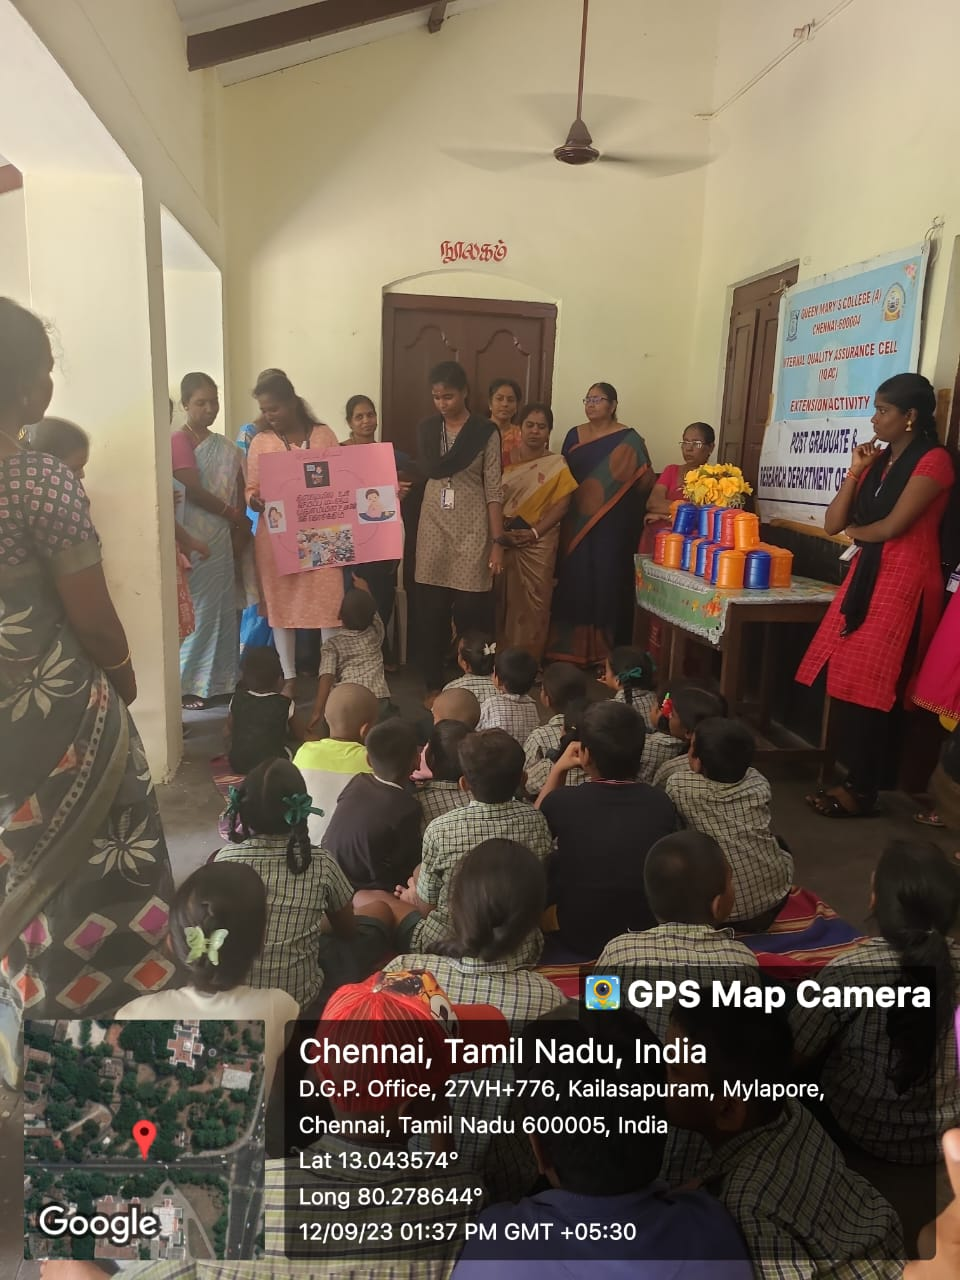 நூலகம்
QUEEN MARY'S COLLEGE (A)
CHENNAI-600004
NTERNAL QUALITY ASSURANCE CELL
(IQAC)
EXTENSION ACTIVITY
POST GRADUATE &
RESEARCH DEPARTMENT OF
GPS Map Camera
Chennai, Tamil Nadu, India
D.G.P. Office, 27VH+776, Kailasapuram, Mylapore,
Chennai, Tamil Nadu 600005, India
Lat 13.043574°
Long 80.278644°
12/09/23 01:37 PM GMT +05:30
Google